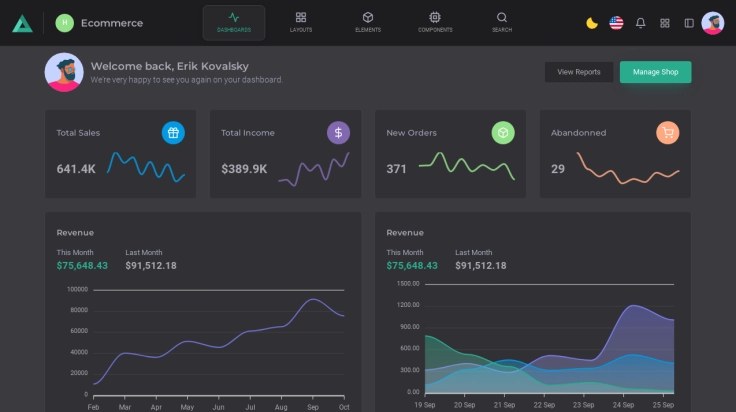 H Ecommerce
DASHBOARDS LAYOUTS ELEMENTS COMPONENTS SEARCH
Welcome back, Erik Kovalsky
We're very happy to see you again on your dashboard.
View Reports Manage Shop
Total Sales
641.4K
Total Income
$389.9K
New Orders
371
Abandonned
29
Revenue
This Month Last Month
$75,648.43 $91,512.18
100000
80000
60000
40000
20000
0
Feb Mar Apr May Jun Jul Aug Sep Oct
Revenue
This Month Last Month
$75,648.43 $91,512.18
1500.00
1200.00
900.00
600.00
300.00
0.00
19 Sep 20 Sep 21 Sep 22 Sep 23 Sep 24 Sep 25 Sep